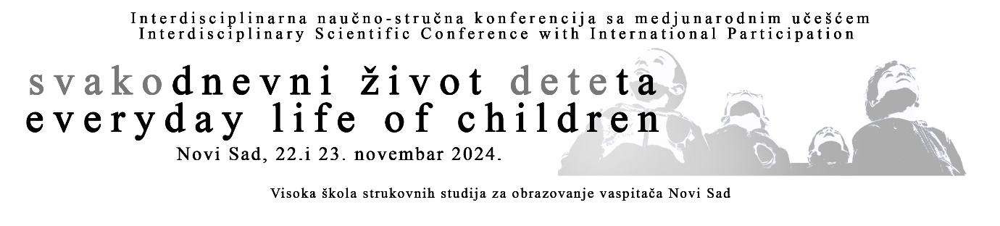 Interdisciplinarna naučno-stručna konferencija sa medjunarodnim učešćem
Interdisciplinary Scientific Conference with International Participation
svakodnevni život deteta
everyday life of children
Novi Sad, 22.i 23. novembar 2024.
Visoka škola strukovnih studija za obrazovanje vaspitača Novi Sad